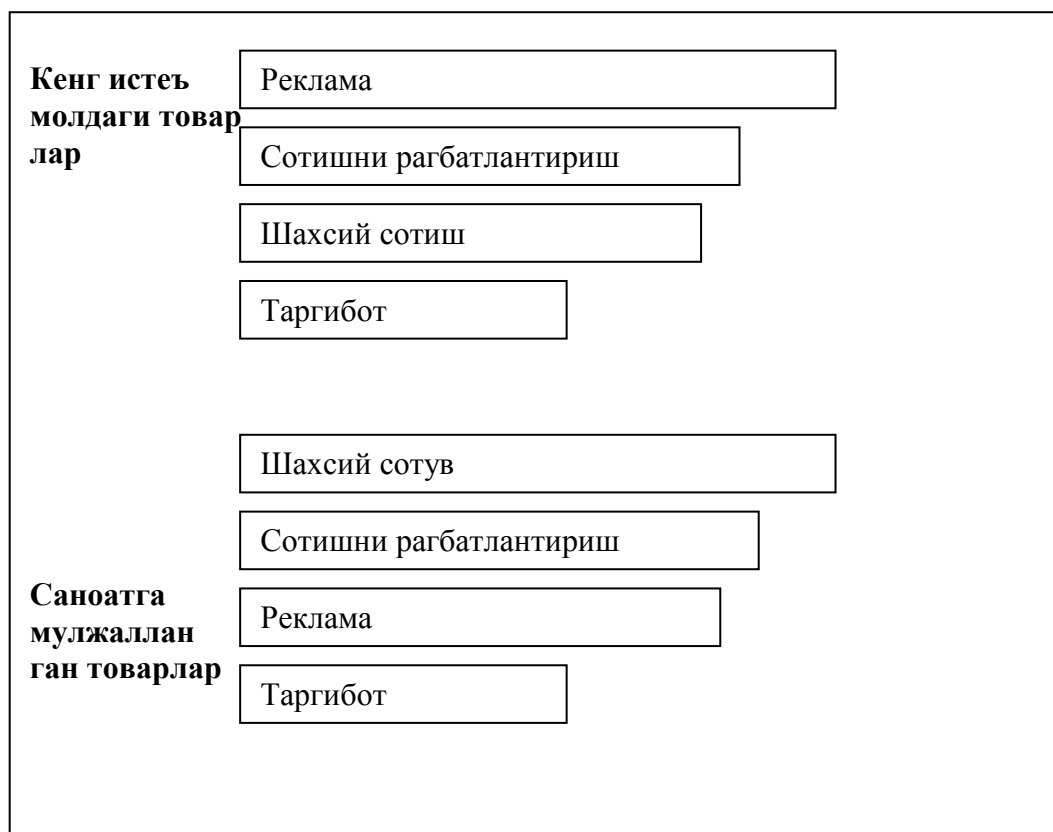 Кенг истеъ
молдаги товар
лар
Реклама
Сотишни рагбатлантириш
Шахсий сотиш
Таргибот
Саноатга
мулжаллан
ган товарлар
Шахсий сотув
Сотишни рагбатлантириш
Реклама
Таргибот